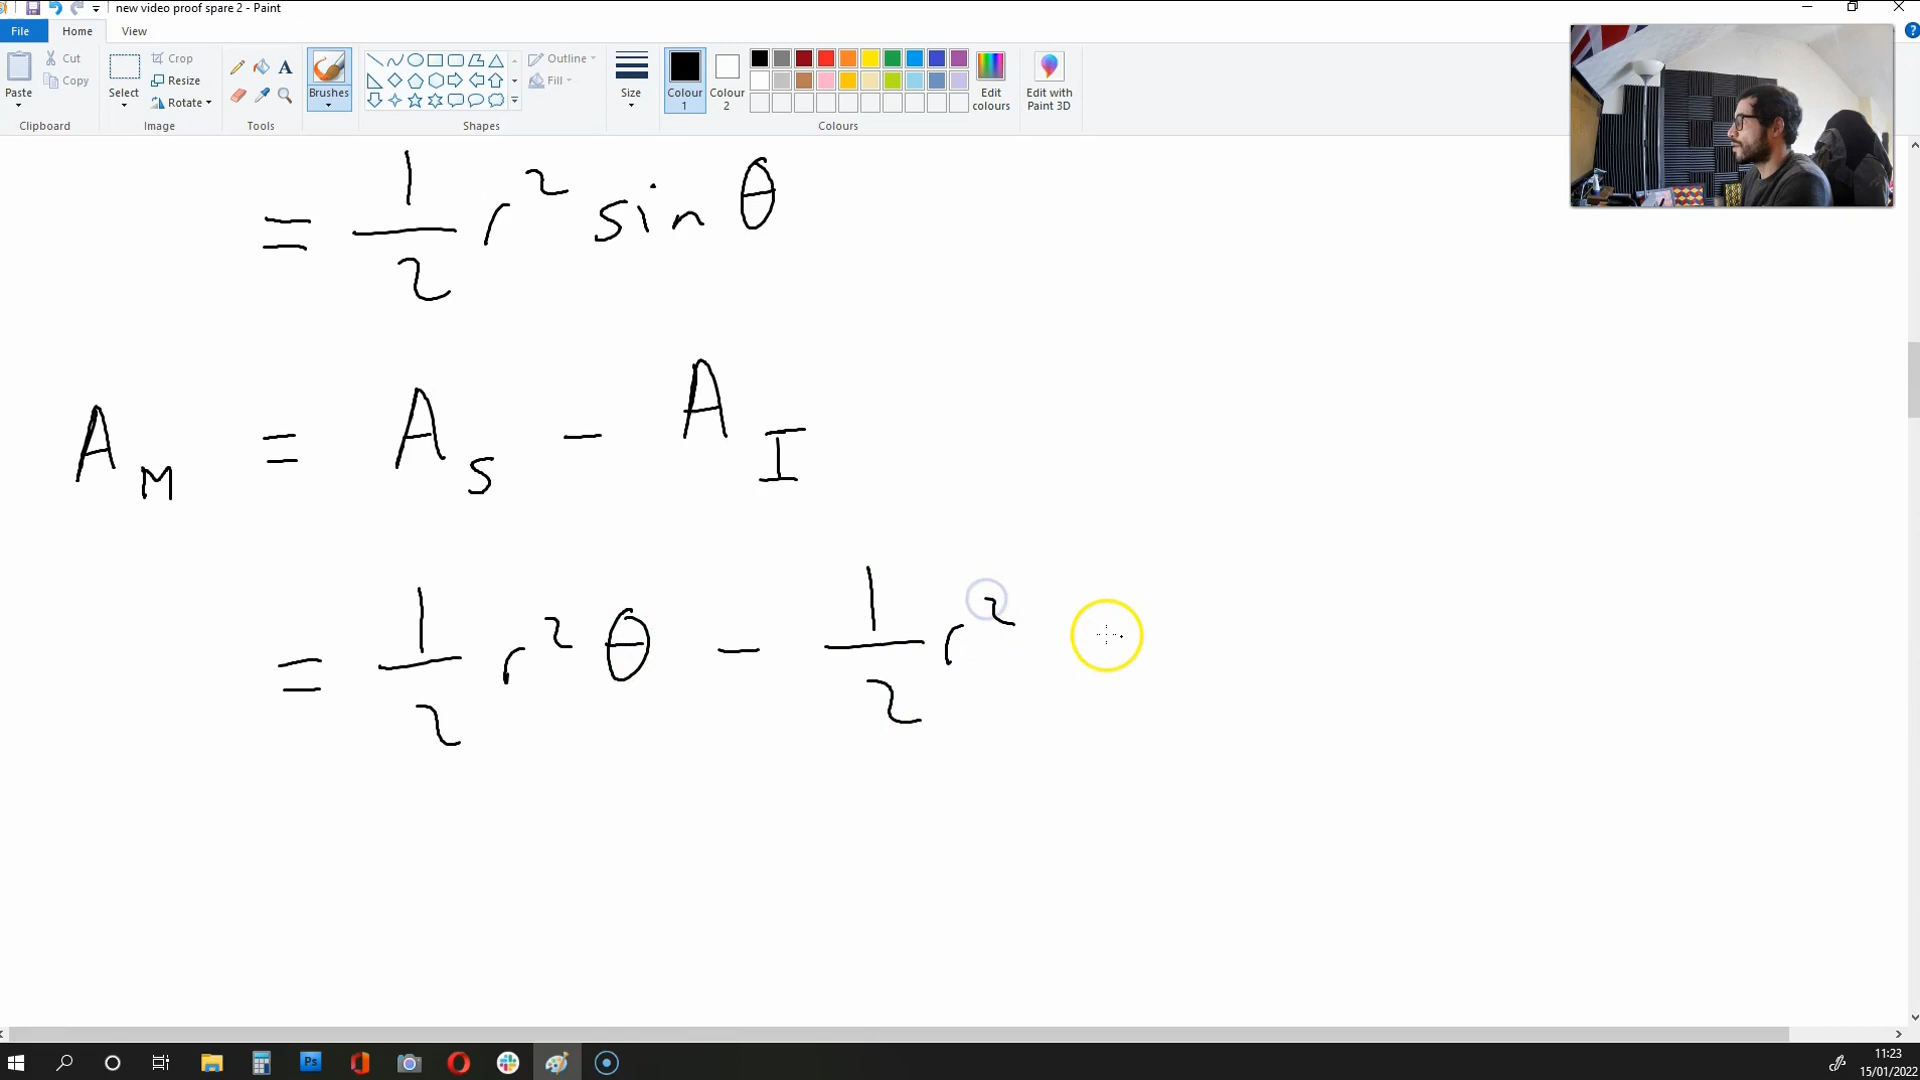 new video proof spare 2 - Paint
File Home View
Paste
Cut
Copy
Clipboard
Select
Crop
Resize
Rotate
Image
A
Tools
Brushes
Shapes
Outline
Fill
Size
Colour 1
Colour 2
Colours
Edit colours
Edit with Paint 3D
= 1/2 r² sin θ
A_M = A_S - A_I
= 1/2 r² θ - 1/2 r²
Ps
11:23
15/01/2022